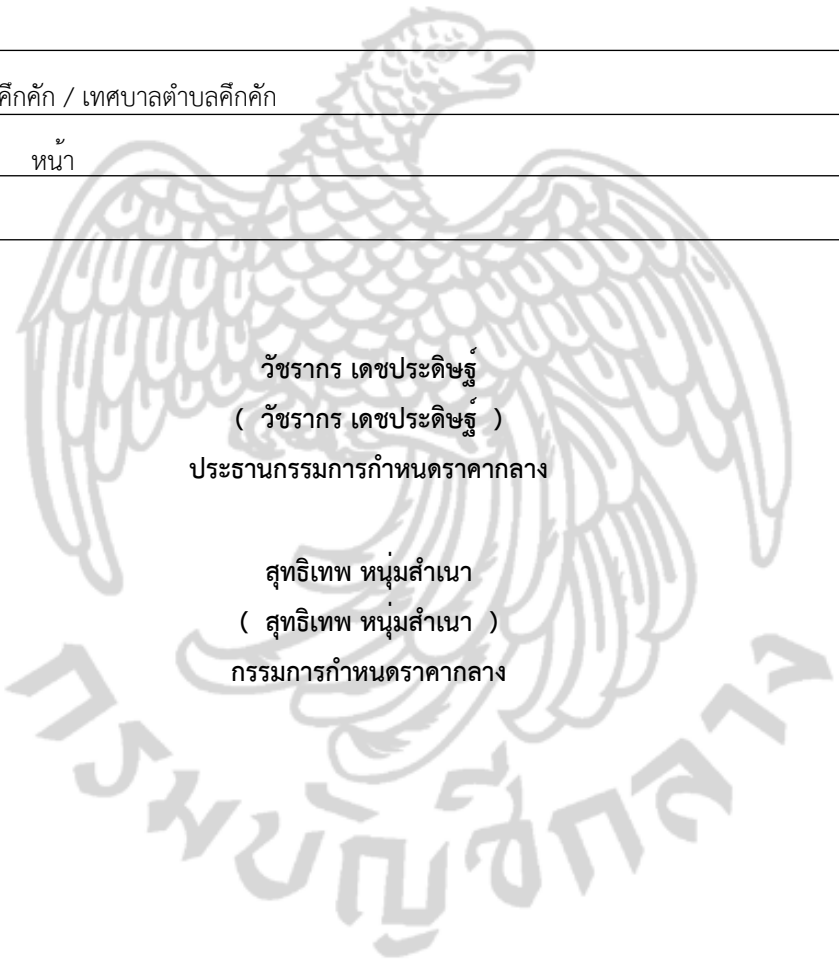 คึกคัก / เทศบาลตำบลคึกคัก
หน้า
วัชรากร เดชประดิษฐ์
( วัชรากร เดชประดิษฐ์ )
ประธานกรรมการกำหนดราคากลาง
สุทธิเทพ หนุ่มสำเนา
( สุทธิเทพ หนุ่มสำเนา )
กรรมการกำหนดราคากลาง
กรมบัญชีกลาง